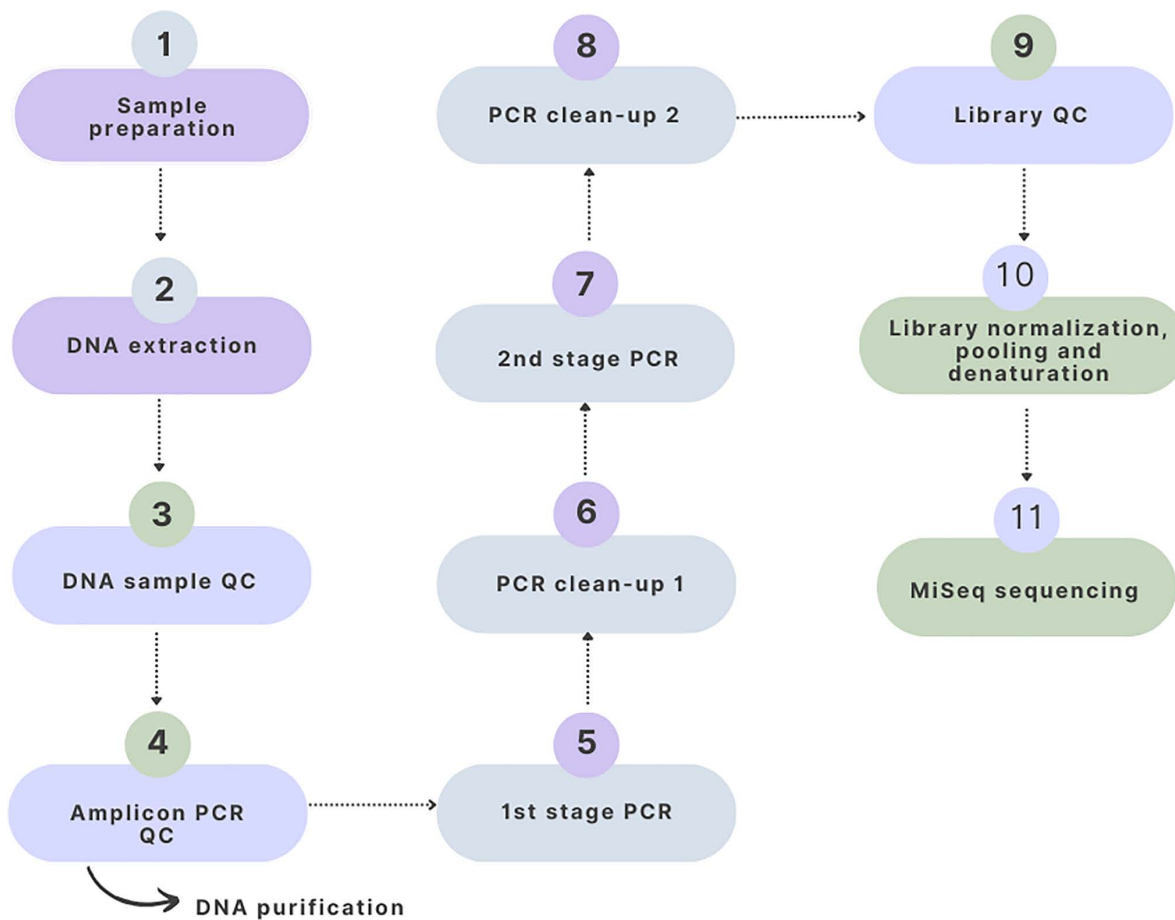 1
Sample
preparation
2
DNA extraction
3
DNA sample QC
4
Amplicon PCR
QC
DNA purification
5
1st stage PCR
6
PCR clean-up 1
7
2nd stage PCR
8
PCR clean-up 2
9
Library QC
10
Library normalization,
pooling and
denaturation
11
MiSeq sequencing